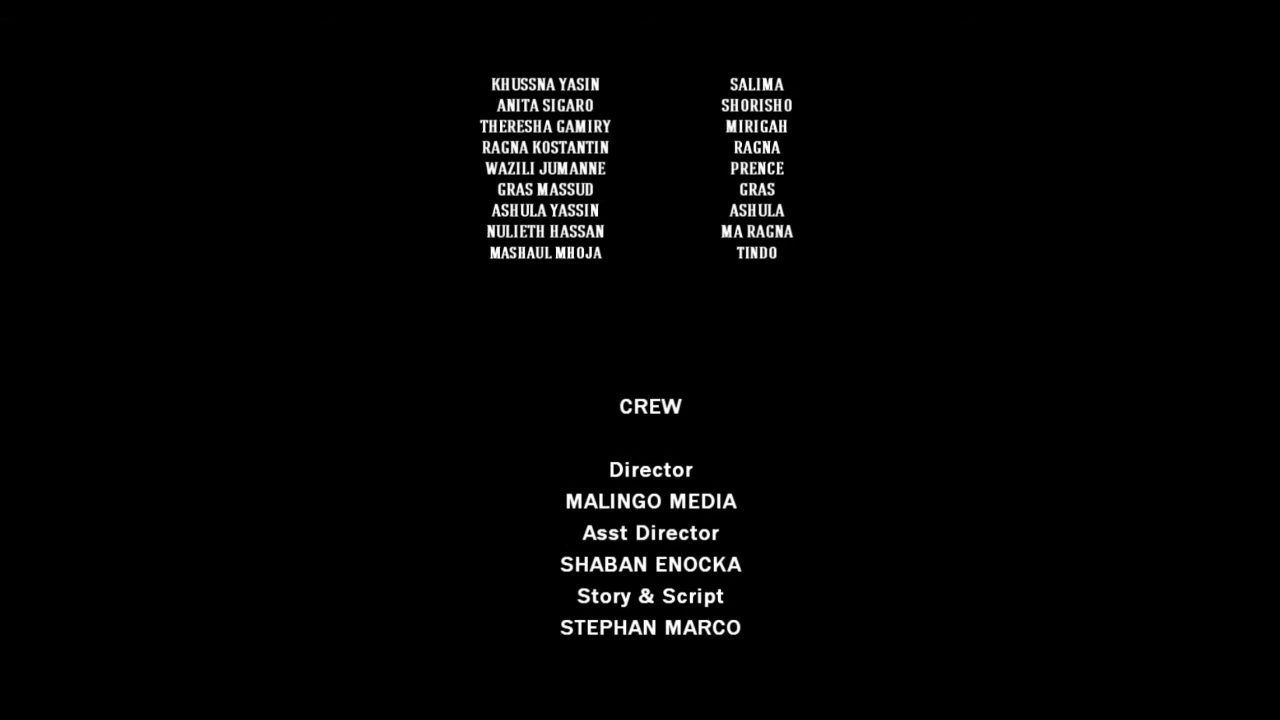 KHUSSNA YASIN SALIMA
ANITA SIGARO SHORISHO
THERESHA GAMIRY MIRIGAH
RAGNA KOSTANTIN RAGNA
WAZILI JUMANNE PRENCE
GRAS MASSUD GRAS
ASHULA YASSIN ASHULA
NULIETH HASSAN MA RAGNA
MASHAUL MHOJA TINDO
CREW
Director
MALINGO MEDIA
Asst Director
SHABAN ENOCKA
Story & Script
STEPHAN MARCO